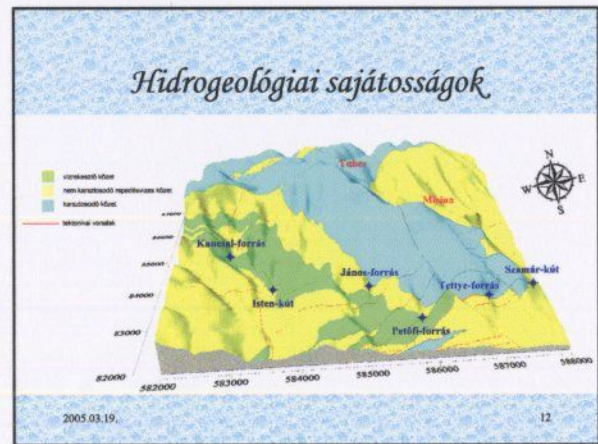 Hidrogeológiai sajátosságok
vízrekesztő kőzet
nem karsztosodó repedésvizes kőzet
karsztosodó kőzet
tektonikai vonalak
Tubes
Misina
N
E
S
W
Kancsal-forrás
Isten-kút
János-forrás
Petőfi-forrás
Tettye-forrás
Szamár-kút
85000
84000
83000
82000
582000
583000
584000
585000
586000
587000
588000
2005.03.19.
12